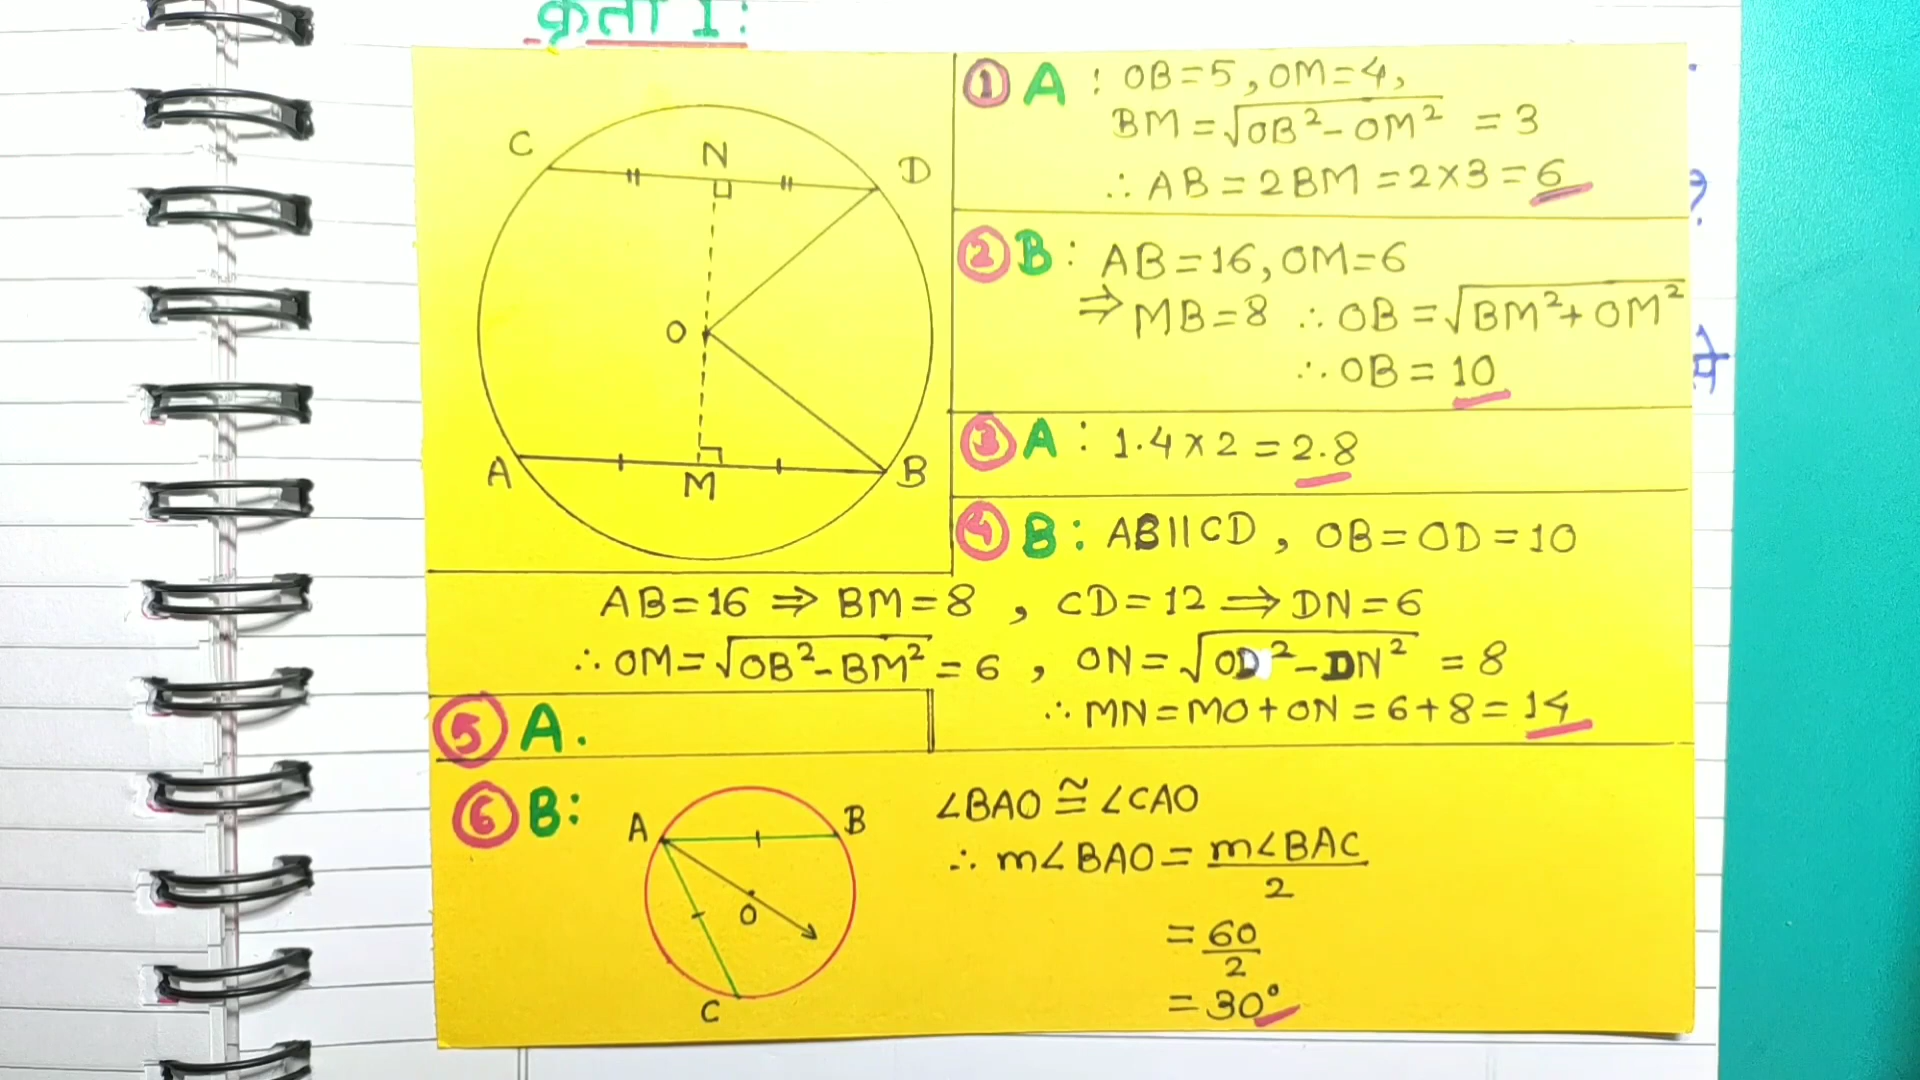 कृती 1:
C N D
O
A M B
① A : OB=5, OM=4,
BM=√OB²-OM² =3
∴ AB=2BM=2×3=6
② B: AB=16, OM=6
⇒ MB=8 ∴ OB=√BM²+OM²
∴ OB=10
③ A: 1.4×2=2.8
④ B: AB||CD, OB=OD=10
AB=16 ⇒ BM=8, CD=12 ⇒ DN=6
∴ OM=√OB²-BM²=6, ON=√OD²-DN² =8
∴ MN=MO+ON=6+8=14
⑤ A.
⑥ B:
A B
O
C
∠BAO ≅ ∠CAO
∴ m∠BAO = m∠BAC
2
= 60
2
= 30°